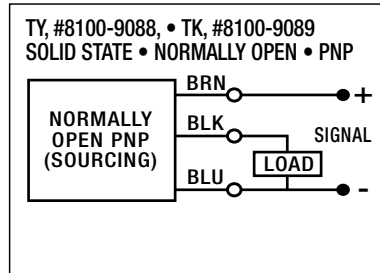 TY, #8100-9088, • TK, #8100-9089
SOLID STATE • NORMALLY OPEN • PNP
BRN
+
NORMALLY
OPEN PNP
(SOURCING)
BLK
SIGNAL
LOAD
BLU
-